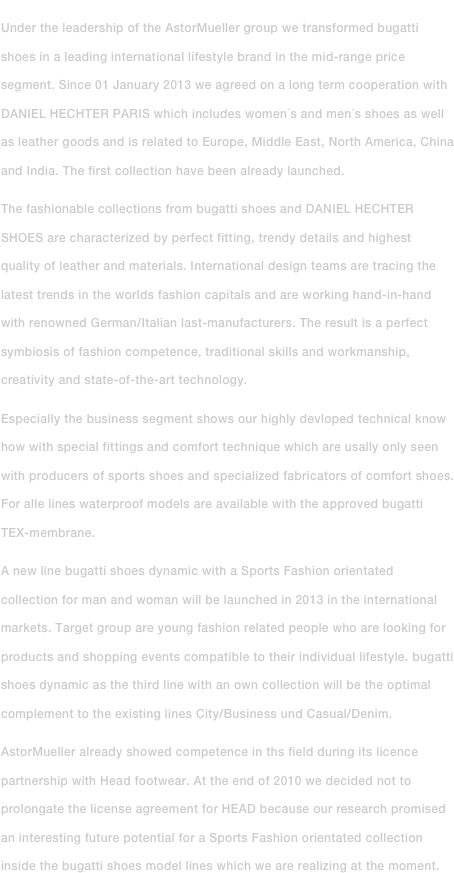 Under the leadership of the AstorMueller group we transformed bugatti
shoes in a leading international lifestyle brand in the mid-range price
segment. Since 01 January 2013 we agreed on a long term cooperation with
DANIEL HECHTER PARIS which includes women´s and men´s shoes as well
as leather goods and is related to Europe, Middle East, North America, China
and India. The first collection have been already launched.
The fashionable collections from bugatti shoes and DANIEL HECHTER
SHOES are characterized by perfect fitting, trendy details and highest
quality of leather and materials. International design teams are tracing the
latest trends in the worlds fashion capitals and are working hand-in-hand
with renowned German/Italian last-manufacturers. The result is a perfect
symbiosis of fashion competence, traditional skills and workmanship,
creativity and state-of-the-art technology.
Especially the business segment shows our highly devloped technical know
how with special fittings and comfort technique which are usally only seen
with producers of sports shoes and specialized fabricators of comfort shoes.
For alle lines waterproof models are available with the approved bugatti
TEX-membrane.
A new line bugatti shoes dynamic with a Sports Fashion orientated
collection for man and woman will be launched in 2013 in the international
markets. Target group are young fashion related people who are looking for
products and shopping events compatible to their individual lifestyle. bugatti
shoes dynamic as the third line with an own collection will be the optimal
complement to the existing lines City/Business und Casual/Denim.
AstorMueller already showed competence in ths field during its licence
partnership with Head footwear. At the end of 2010 we decided not to
prolongate the license agreement for HEAD because our research promised
an interesting future potential for a Sports Fashion orientated collection
inside the bugatti shoes model lines which we are realizing at the moment.